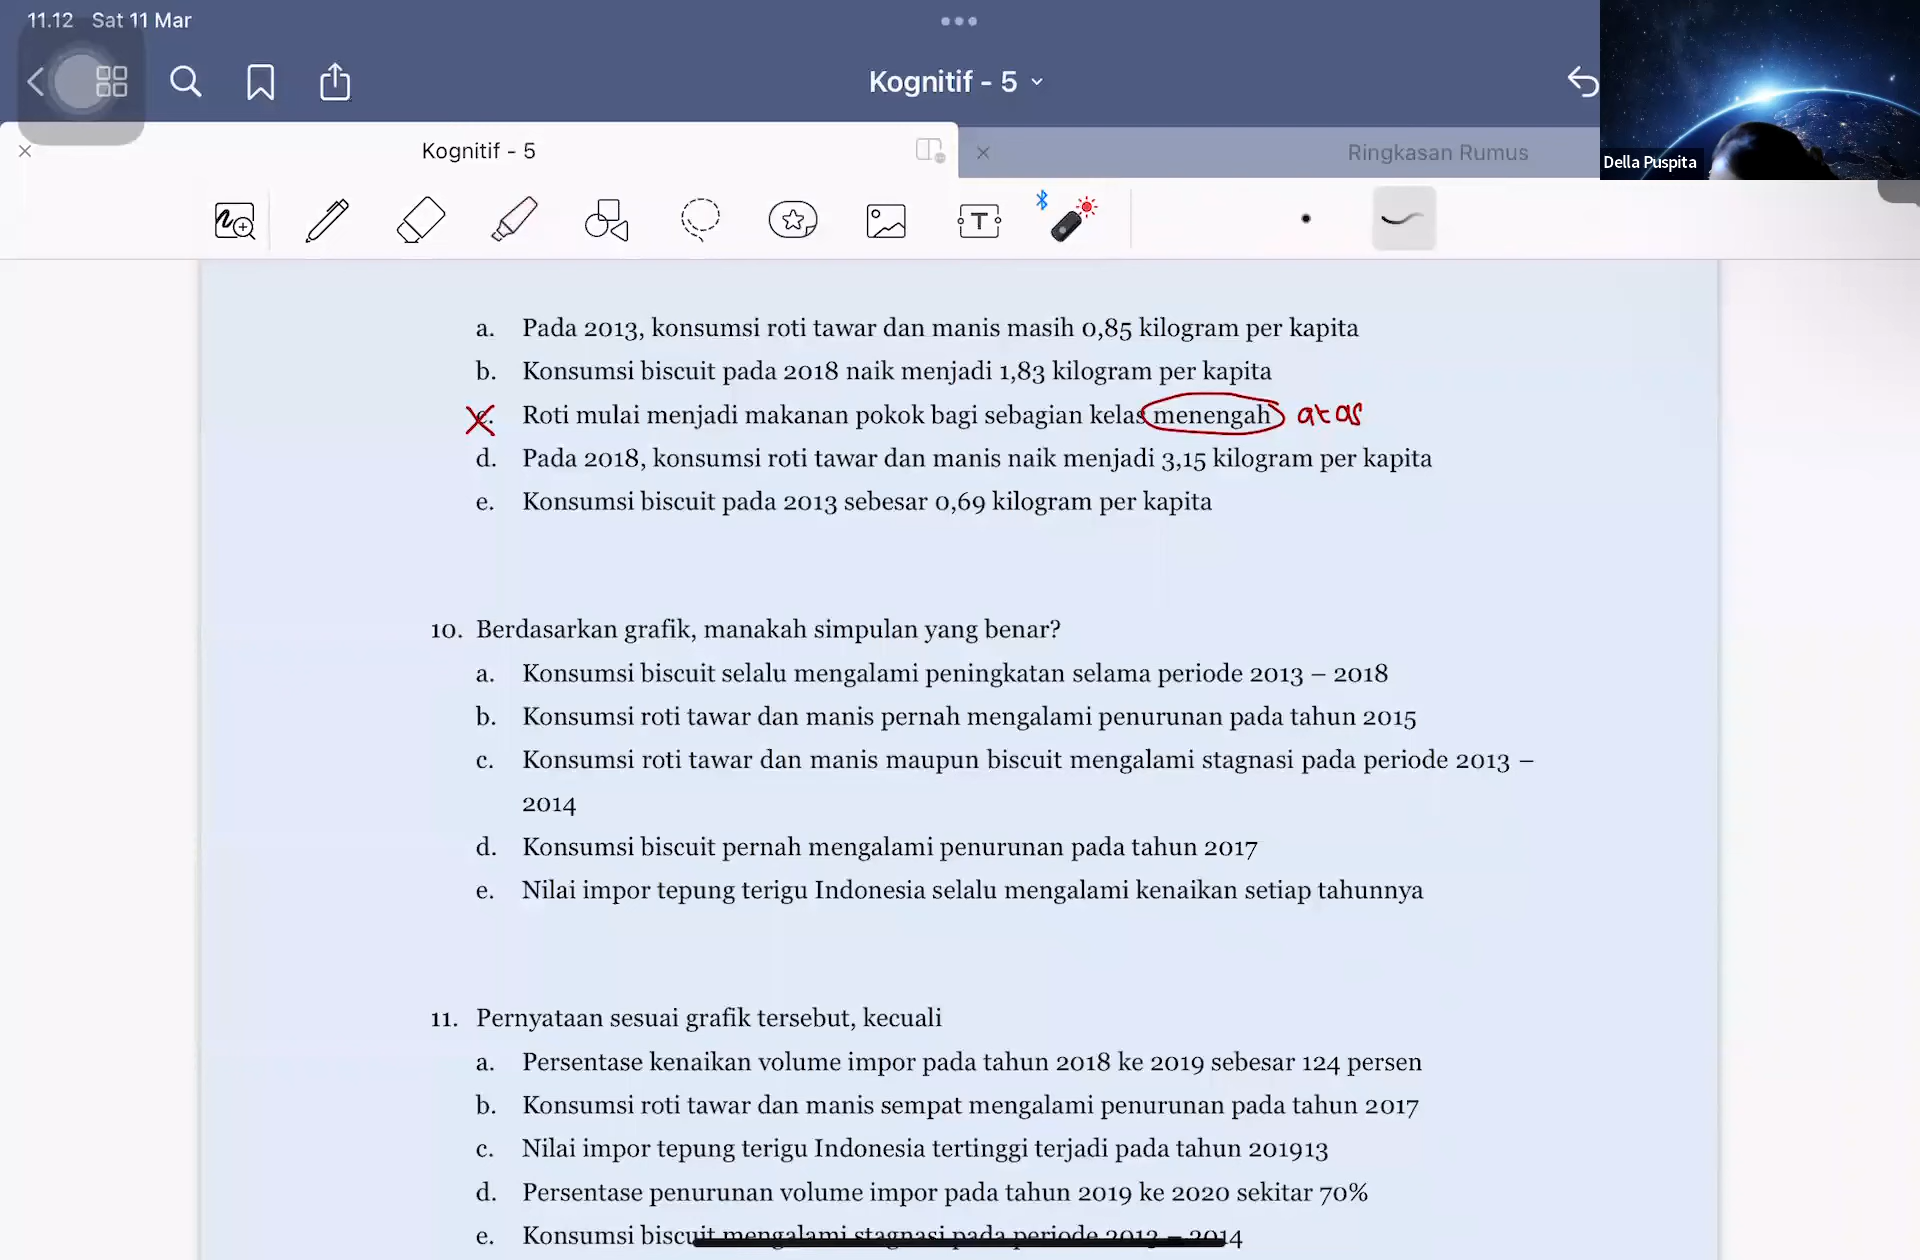 11.12 Sat 11 Mar
Kognitif - 5
Della Puspita
Kognitif - 5
Ringkasan Rumus
T
a. Pada 2013, konsumsi roti tawar dan manis masih 0,85 kilogram per kapita
b. Konsumsi biscuit pada 2018 naik menjadi 1,83 kilogram per kapita
c. Roti mulai menjadi makanan pokok bagi sebagian kelas menengah atas
d. Pada 2018, konsumsi roti tawar dan manis naik menjadi 3,15 kilogram per kapita
e. Konsumsi biscuit pada 2013 sebesar 0,69 kilogram per kapita
10. Berdasarkan grafik, manakah simpulan yang benar?
a. Konsumsi biscuit selalu mengalami peningkatan selama periode 2013 – 2018
b. Konsumsi roti tawar dan manis pernah mengalami penurunan pada tahun 2015
c. Konsumsi roti tawar dan manis maupun biscuit mengalami stagnasi pada periode 2013 –
2014
d. Konsumsi biscuit pernah mengalami penurunan pada tahun 2017
e. Nilai impor tepung terigu Indonesia selalu mengalami kenaikan setiap tahunnya
11. Pernyataan sesuai grafik tersebut, kecuali
a. Persentase kenaikan volume impor pada tahun 2018 ke 2019 sebesar 124 persen
b. Konsumsi roti tawar dan manis sempat mengalami penurunan pada tahun 2017
c. Nilai impor tepung terigu Indonesia tertinggi terjadi pada tahun 201913
d. Persentase penurunan volume impor pada tahun 2019 ke 2020 sekitar 70%
e. Konsumsi biscuit mengalami stagnasi pada periode 2013 – 2014